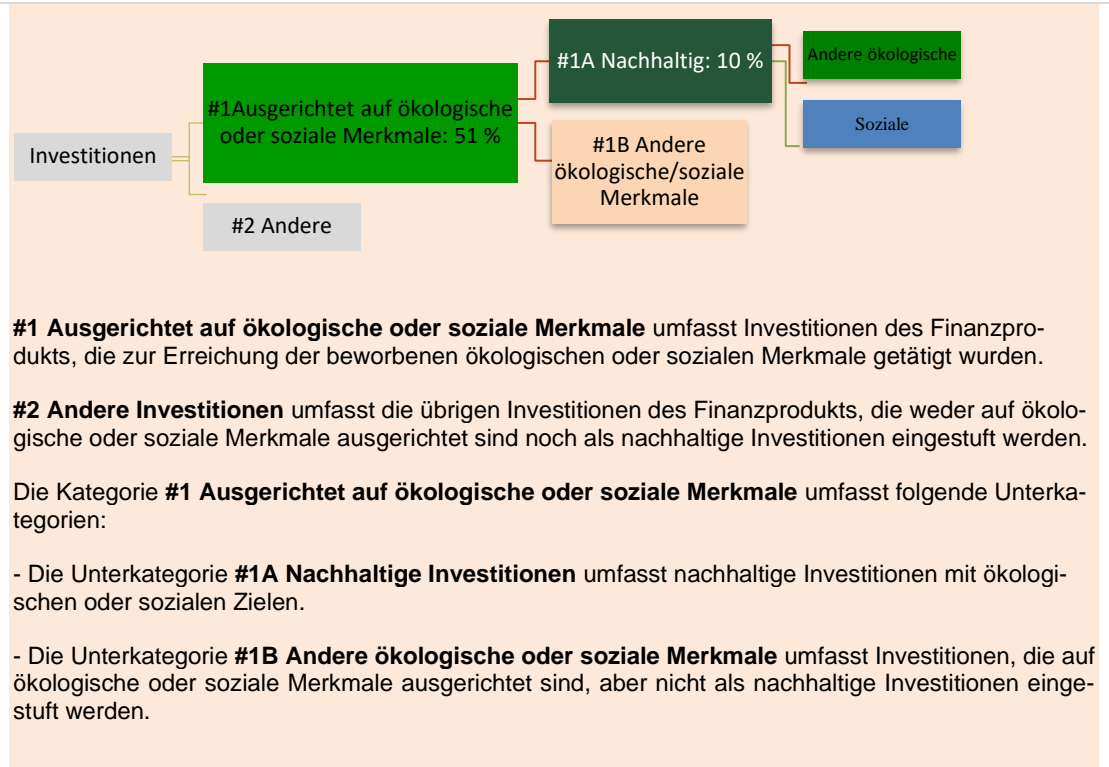 Investitionen
#1Ausgerichtet auf ökologische
oder soziale Merkmale: 51 %
#2 Andere
#1A Nachhaltig: 10 %
#1B Andere
ökologische/soziale
Merkmale
Andere ökologische
Soziale
#1 Ausgerichtet auf ökologische oder soziale Merkmale umfasst Investitionen des Finanzpro-
dukts, die zur Erreichung der beworbenen ökologischen oder sozialen Merkmale getätigt wurden.
#2 Andere Investitionen umfasst die übrigen Investitionen des Finanzprodukts, die weder auf ökolo-
gische oder soziale Merkmale ausgerichtet sind noch als nachhaltige Investitionen eingestuft werden.
Die Kategorie #1 Ausgerichtet auf ökologische oder soziale Merkmale umfasst folgende Unterka-
tegorien:
- Die Unterkategorie #1A Nachhaltige Investitionen umfasst nachhaltige Investitionen mit ökologi-
schen oder sozialen Zielen.
- Die Unterkategorie #1B Andere ökologische oder soziale Merkmale umfasst Investitionen, die auf
ökologische oder soziale Merkmale ausgerichtet sind, aber nicht als nachhaltige Investitionen einge-
stuft werden.